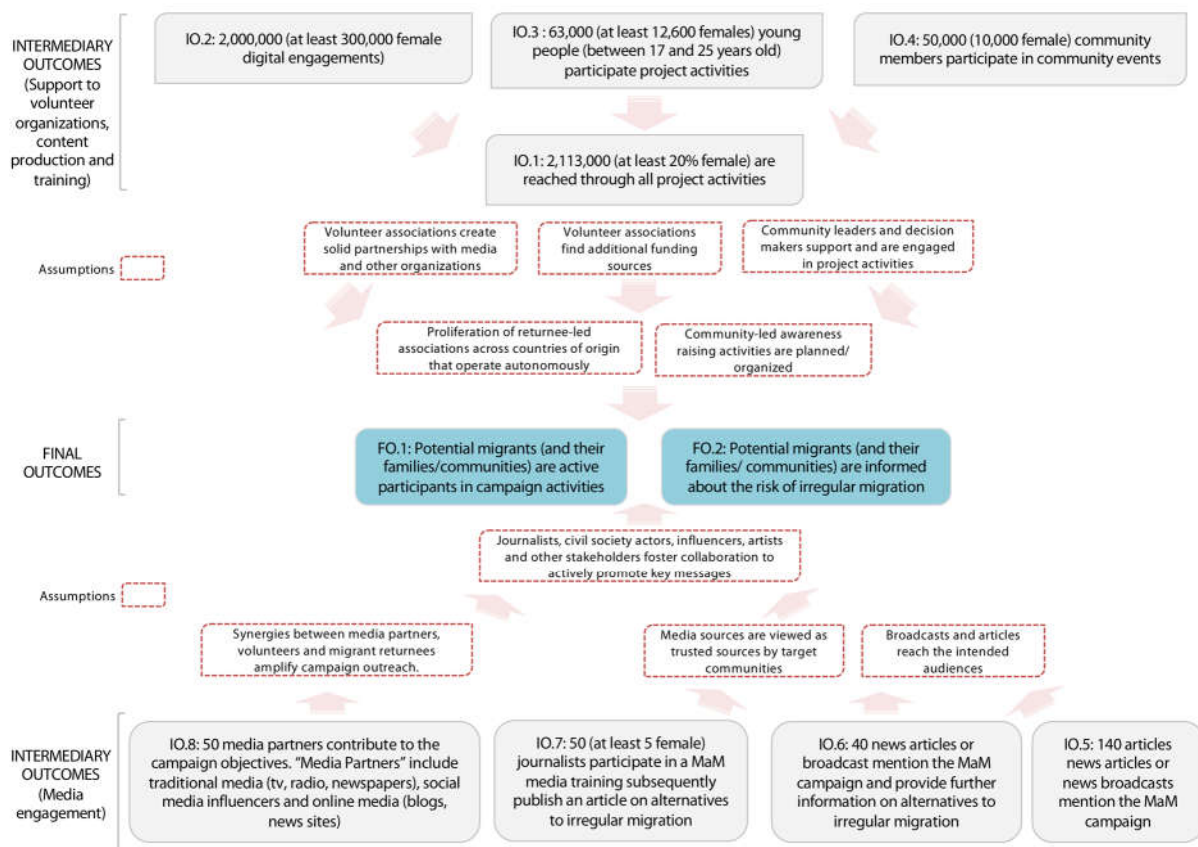 INTERMEDIARY
OUTCOMES
(Support to
volunteer
organizations,
content
production and
training)
IO.2: 2,000,000 (at least 300,000 female
digital engagements)
IO.3 : 63,000 (at least 12,600 females) young
people (between 17 and 25 years old)
participate project activities
IO.4: 50,000 (10,000 female) community
members participate in community events
IO.1: 2,113,000 (at least 20% female) are
reached through all project activities
Assumptions
Volunteer associations create
solid partnerships with media
and other organizations
Volunteer associations
find additional funding
sources
Community leaders and decision
makers support and are engaged
in project activities
Proliferation of returnee-led
associations across countries of origin
that operate autonomously
Community-led awareness
raising activities are planned/
organized
FINAL
OUTCOMES
FO.1: Potential migrants (and their
families/communities) are active
participants in campaign activities
FO.2: Potential migrants (and their
families/ communities) are informed
about the risk of irregular migration
Journalists, civil society actors, influencers, artists
and other stakeholders foster collaboration to
actively promote key messages
Assumptions
Synergies between media partners,
volunteers and migrant returnees
amplify campaign outreach.
Media sources are viewed as
trusted sources by target
communities
Broadcasts and articles
reach the intended
audiences
INTERMEDIARY
OUTCOMES
(Media
engagement)
IO.8: 50 media partners contribute to the
campaign objectives. “Media Partners” include
traditional media (tv, radio, newspapers), social
media influencers and online media (blogs,
news sites)
IO.7: 50 (at least 5 female)
journalists participate in a MaM
media training subsequently
publish an article on alternatives
to irregular migration
IO.6: 40 news articles or
broadcast mention the MaM
campaign and provide further
information on alternatives to
irregular migration
IO.5: 140 articles
news articles or
news broadcasts
mention the MaM
campaign